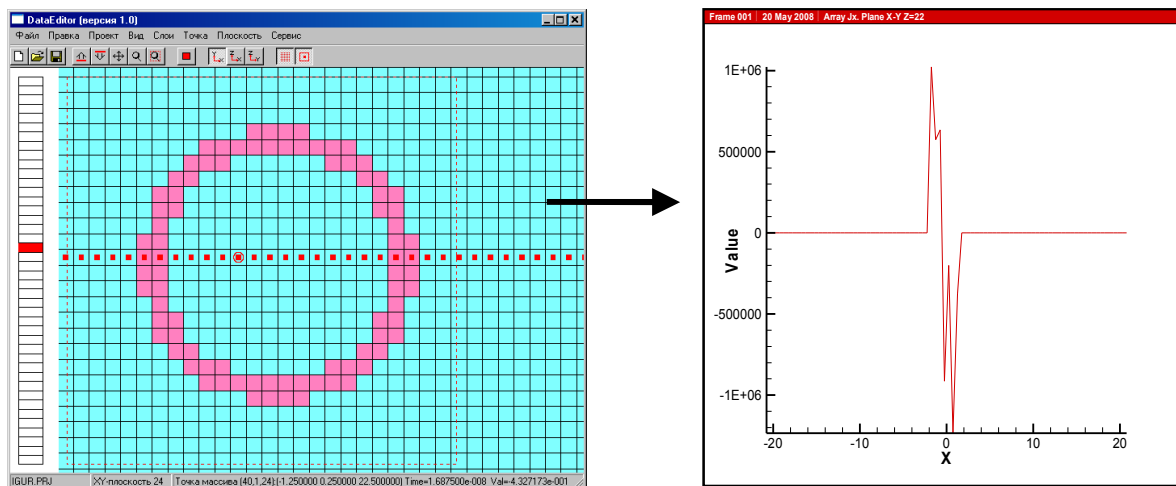 DataEditor (версия 1.0)
Файл Правка Проект Вид Слои Точка Плоскость Сервис
IGUR.PRJ XY-плоскость 24 Точка массива (40,1,24):(-1.250000 0.250000 22.500000) Time=1.687500e-008 Val=-4.327173e-001
Frame 001 20 May 2008 Array Jx. Plane X-Y Z=22
1E+06
500000
0
-500000
-1E+06
Value
-20 -10 0 10 20
X